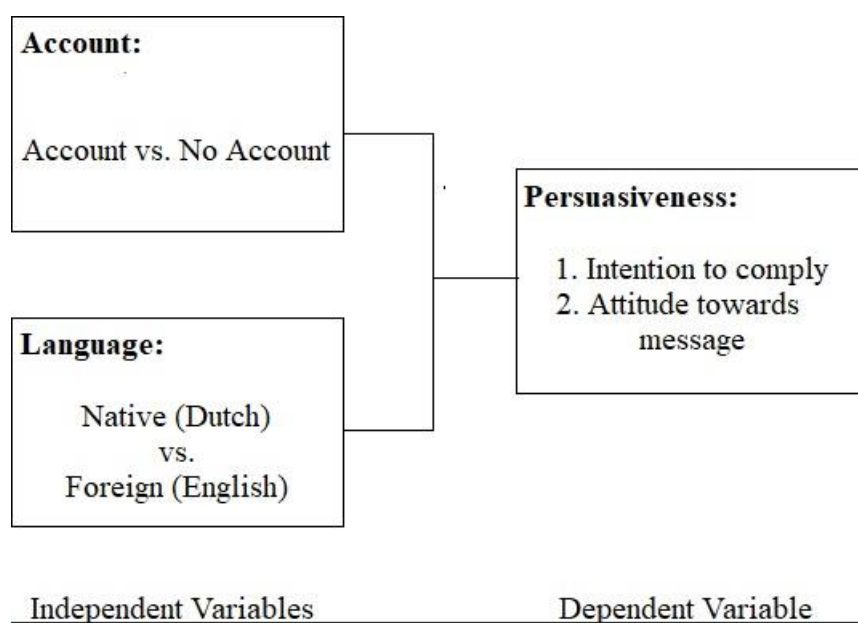 Account:
Account vs. No Account
Persuasiveness:
1. Intention to comply
2. Attitude towards
message
Language:
Native (Dutch)
vs.
Foreign (English)
Independent Variables
Dependent Variable